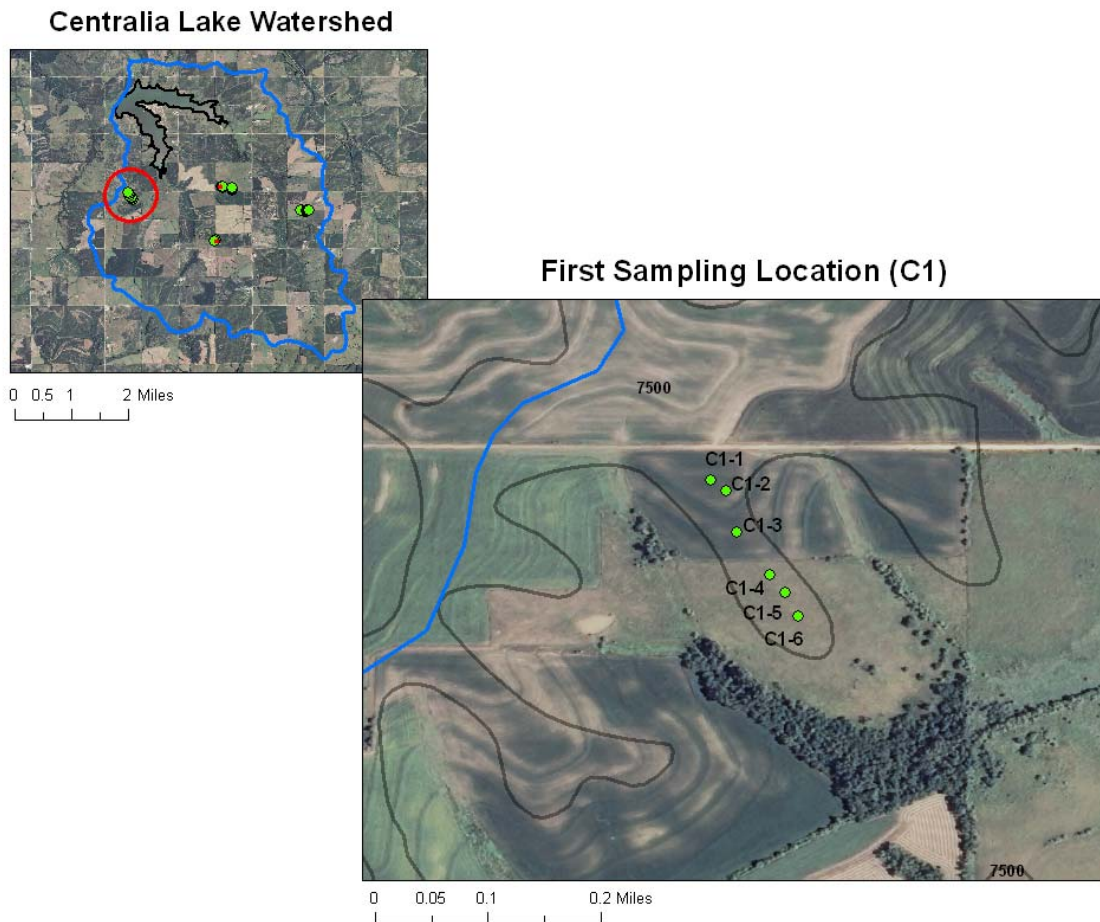 Centralia Lake Watershed
0 0.5 1 2 Miles
First Sampling Location (C1)
7500
C1-1
C1-2
C1-3
C1-4
C1-5
C1-6
7500
0 0.05 0.1 0.2 Miles